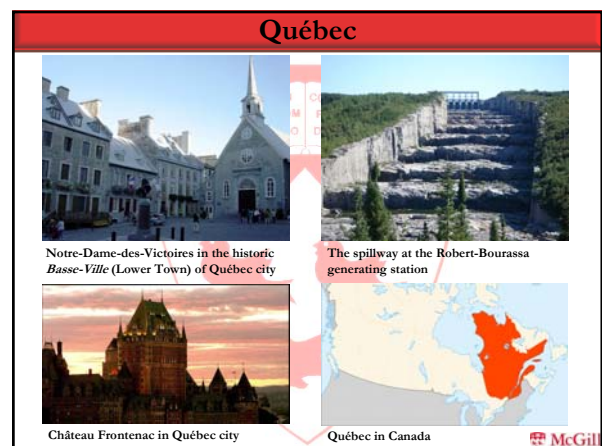 Québec
Notre-Dame-des-Victoires in the historic
Basse-Ville (Lower Town) of Québec city
The spillway at the Robert-Bourassa
generating station
Château Frontenac in Québec city
Québec in Canada
McGill